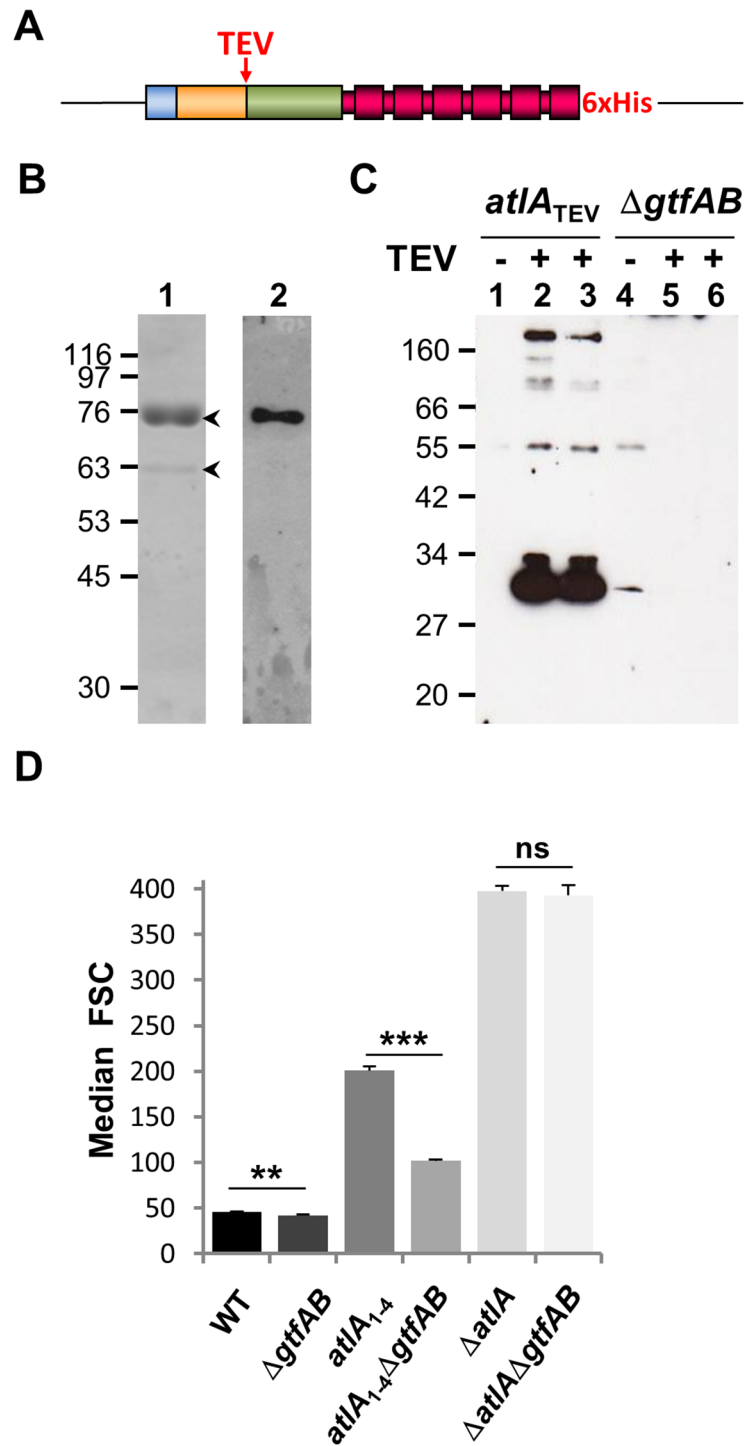 A
TEV
6xHis
B
C
atlATEV ΔgtfAB
TEV - + + - + +
1 2
1 2 3 4 5 6
116
97
76
63
53
45
30
160
66
55
42
34
27
20
D
ns
***
**
Median FSC
400
350
300
250
200
150
100
50
0
WT
ΔgtfAB
atlA1-4
atlA1-4ΔgtfAB
ΔatlA
ΔatlAΔgtfAB